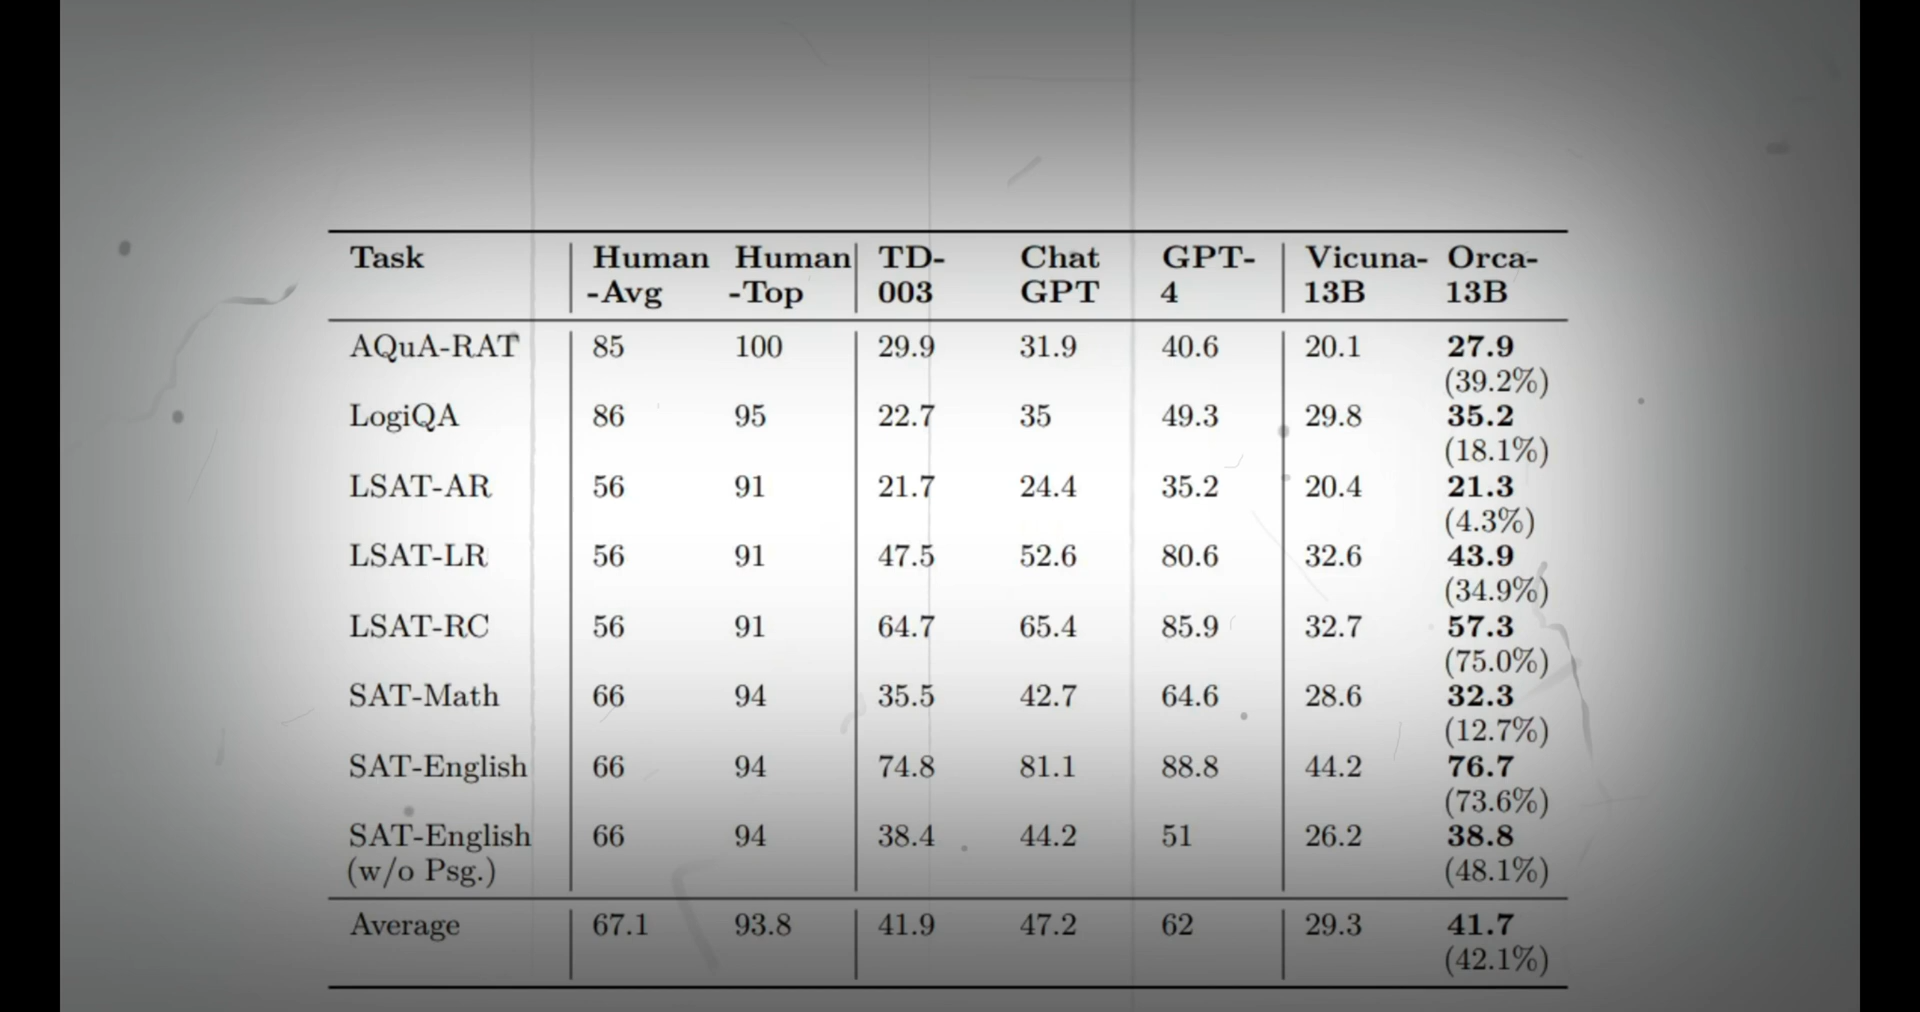 Task Human Human TD- Chat GPT- Vicuna- Orca-
-Avg -Top 003 GPT 4 13B 13B
AQuA-RAT 85 100 29.9 31.9 40.6 20.1 27.9
(39.2%)
LogiQA 86 95 22.7 35 49.3 29.8 35.2
(18.1%)
LSAT-AR 56 91 21.7 24.4 35.2 20.4 21.3
(4.3%)
LSAT-LR 56 91 47.5 52.6 80.6 32.6 43.9
(34.9%)
LSAT-RC 56 91 64.7 65.4 85.9 32.7 57.3
(75.0%)
SAT-Math 66 94 35.5 42.7 64.6 28.6 32.3
(12.7%)
SAT-English 66 94 74.8 81.1 88.8 44.2 76.7
(73.6%)
SAT-English 66 94 38.4 44.2 51 26.2 38.8
(w/o Psg.) (48.1%)
Average 67.1 93.8 41.9 47.2 62 29.3 41.7
(42.1%)